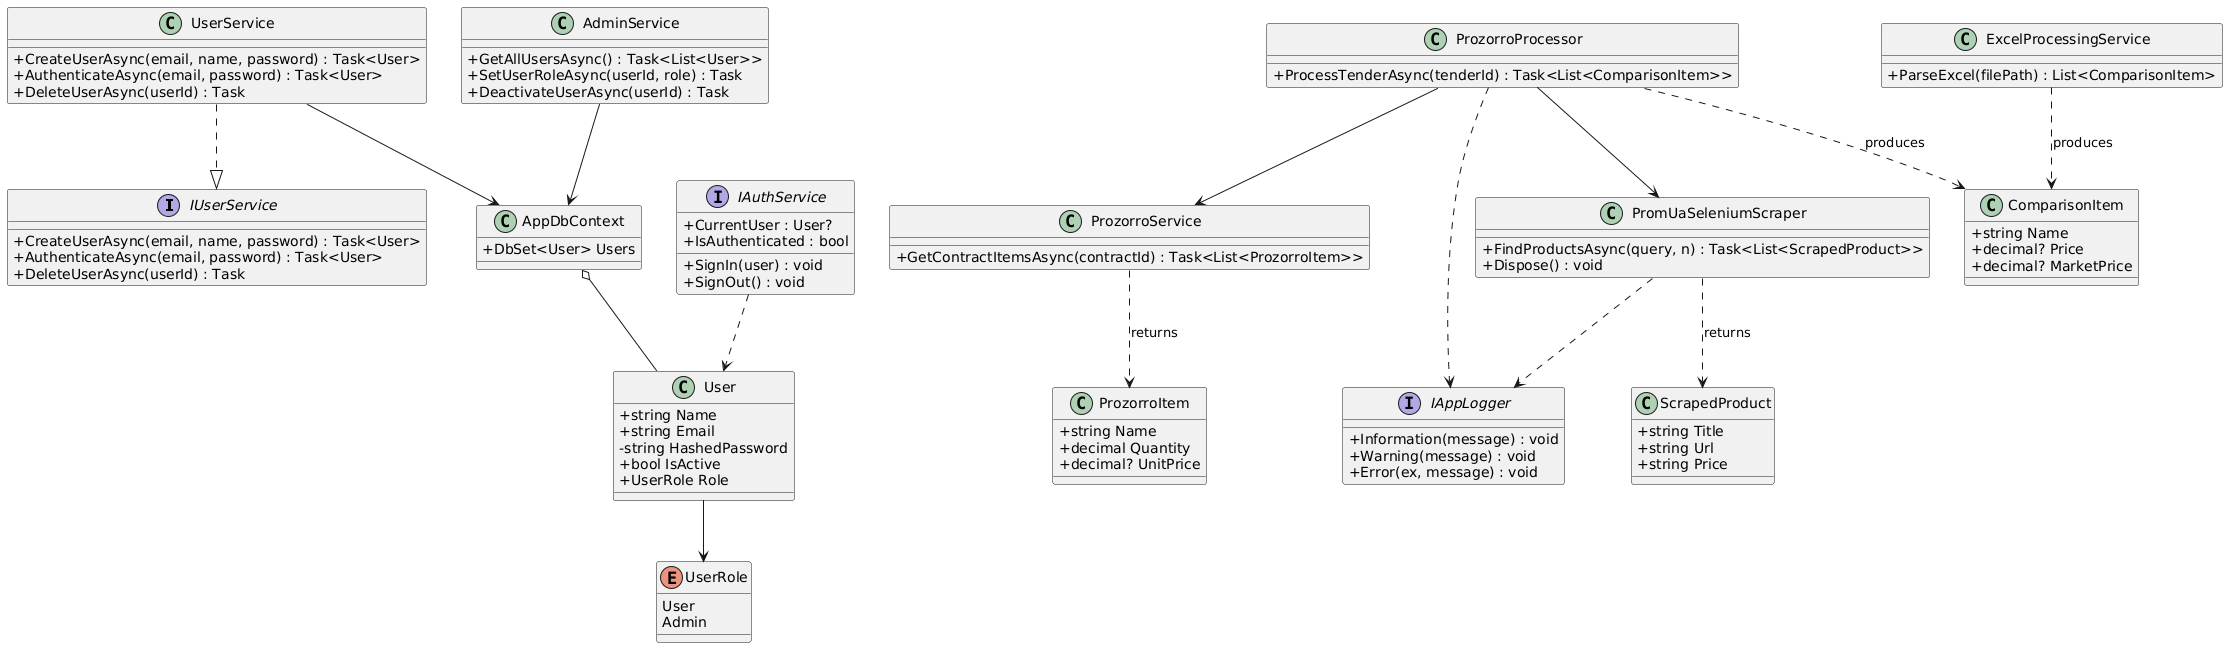 C UserService
+CreateUserAsync(email, name, password) : Task<User>
+AuthenticateAsync(email, password) : Task<User>
+DeleteUserAsync(userId) : Task
C AdminService
+GetAllUsersAsync() : Task<List<User>>
+SetUserRoleAsync(userId, role) : Task
+DeactivateUserAsync(userId) : Task
C ProzorroProcessor
+ProcessTenderAsync(tenderId) : Task<List<ComparisonItem>>
C ExcelProcessingService
+ParseExcel(filePath) : List<ComparisonItem>
produces
produces
I IUserService
+CreateUserAsync(email, name, password) : Task<User>
+AuthenticateAsync(email, password) : Task<User>
+DeleteUserAsync(userId) : Task
C AppDbContext
+DbSet<User> Users
I IAuthService
+CurrentUser : User?
+IsAuthenticated : bool
+SignIn(user) : void
+SignOut() : void
C ProzorroService
+GetContractItemsAsync(contractId) : Task<List<ProzorroItem>>
C PromUaSeleniumScraper
+FindProductsAsync(query, n) : Task<List<ScrapedProduct>>
+Dispose() : void
C ComparisonItem
+string Name
+decimal? Price
+decimal? MarketPrice
returns
returns
C User
+string Name
+string Email
-string HashedPassword
+bool IsActive
+UserRole Role
C ProzorroItem
+string Name
+decimal Quantity
+decimal? UnitPrice
I IAppLogger
+Information(message) : void
+Warning(message) : void
+Error(ex, message) : void
C ScrapedProduct
+string Title
+string Url
+string Price
E UserRole
User
Admin